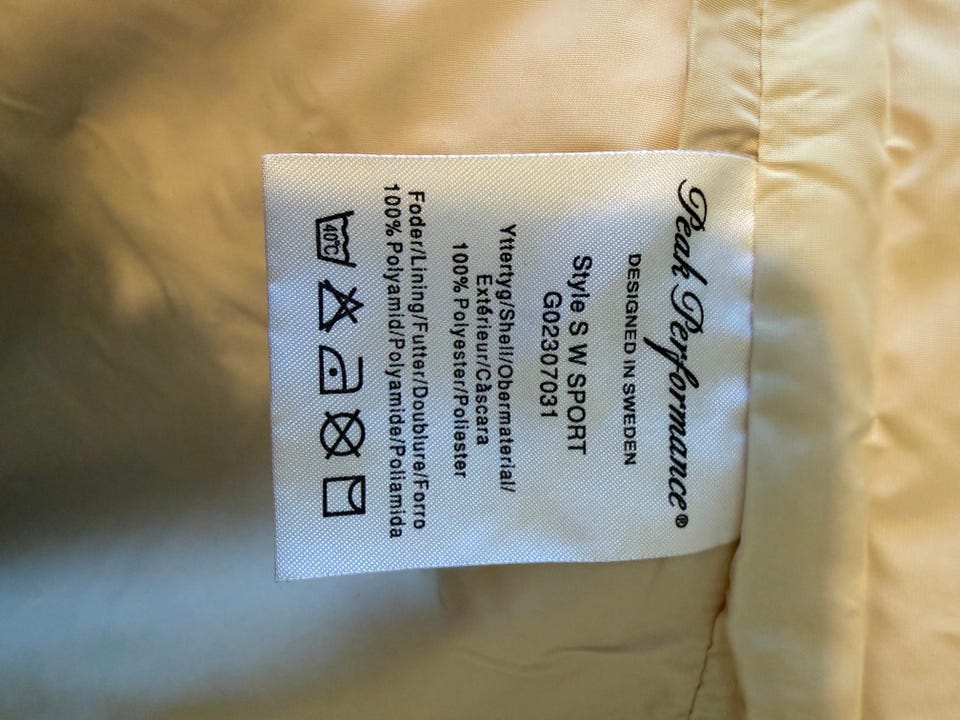 Peak Performance®
DESIGNED IN SWEDEN
Style S W SPORT
G02307031
Yttertyg/Shell/Obermaterial/
Extérieur/Càscara
100% Polyester/Poliester
Foder/Lining/Futter/Doublure/Forro
100% Polyamid/Polyamide/Poliamida
40°C